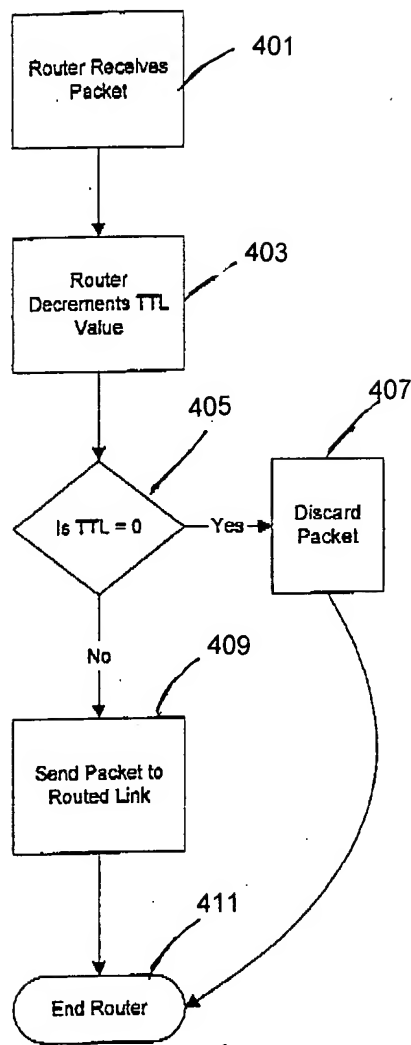 401
Router Receives
Packet
403
Router
Decrements TTL
Value
405
407
Is TTL = 0
Yes
Discard
Packet
No
409
Send Packet to
Routed Link
411
End Router